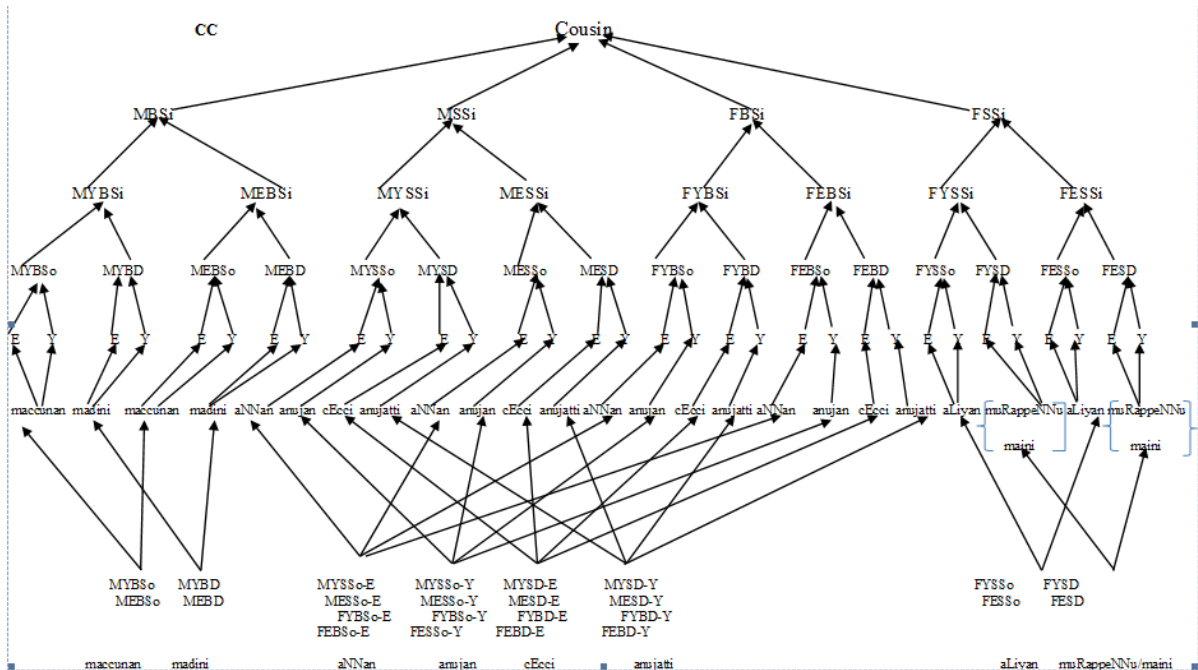 CC Cousin
MBSi MSSi FBSi FSSi
MYBSi MEBSi MYSSi MESSi FYBSi FEBSi FYSSi FESSi
MYBSo MYBD MEBSo MEBD MYSSo MYSD MESSo MESD FYBSo FYBD FEBSo FEBD FYSSo FYSD FESSo FESD
E Y E Y E Y E Y E Y E Y E Y E Y E Y E Y E Y E Y E Y E Y E Y E Y
maccunan madini maccunan madini aNNan anujan cEcci anujatti aNNan anujan cEcci anujatti aNNan anujan cEcci anujatti aNNan anujan cEcci anujatti aLiyan muRappeNNu aLiyan muRappeNNu
maini maini
MYBSo MYBD MYSSo-E MYSSo-Y MYSD-E MYSD-Y FYSSo FYSD
MEBSo MEBD MESSo-E MESSo-Y MESD-E MESD-Y FESSo FESD
FYBSo-E FYBSo-Y FYBD-E FYBD-Y
FEBSo-E FESSo-Y FEBD-E FEBD-Y
maccunan madini aNNan anujan cEcci anujatti aLiyan muRappeNNu/maini